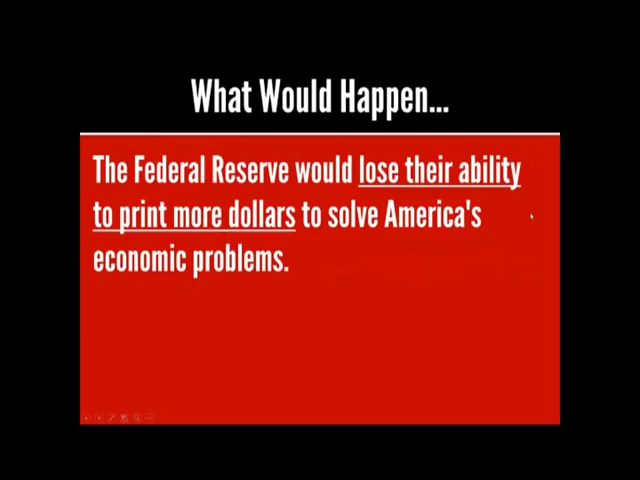 What Would Happen...
The Federal Reserve would lose their ability
to print more dollars to solve America's
economic problems.